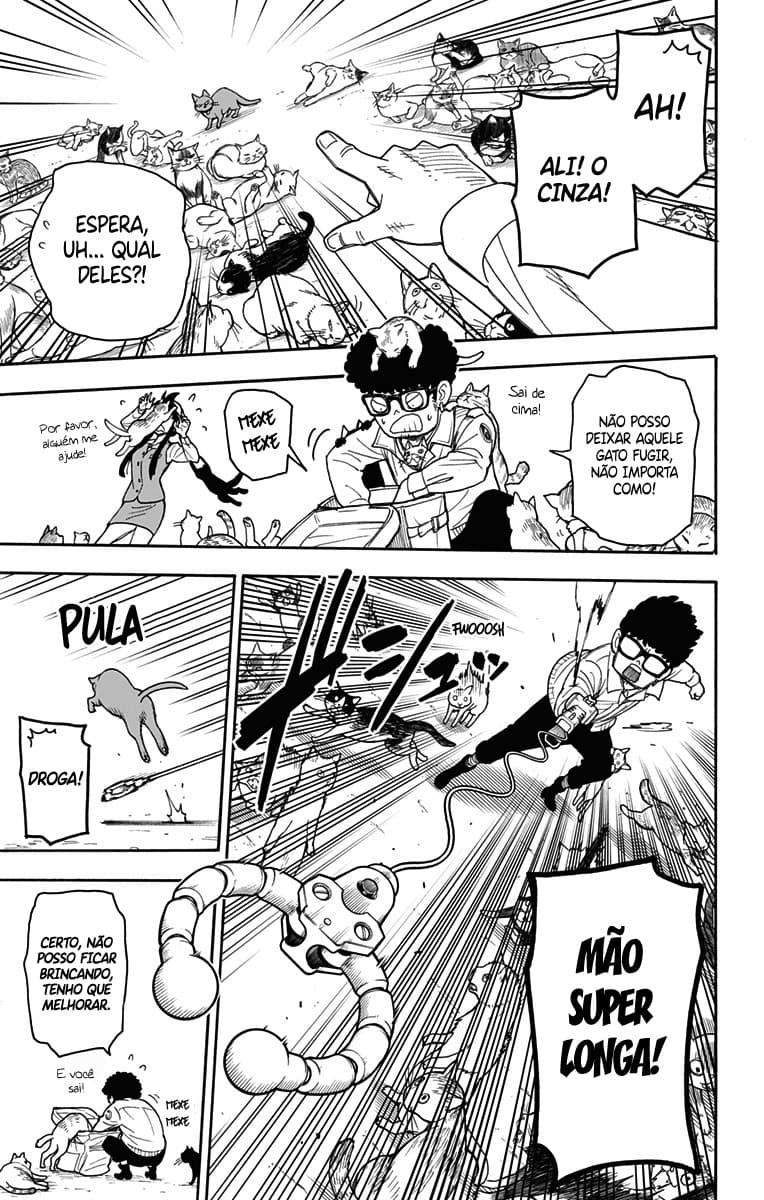 AH!
ALI! O
CINZA!
ESPERA,
UH... QUAL
DELES?!
NÃO POSSO
DEIXAR AQUELE
GATO FUGIR,
NÃO IMPORTA
COMO!
Sai de
cima!
MEXE
MEXE
Por favor,
alguém me
ajude!
FWOOOSH
MÃO
SUPER
LONGA!
PULA
DROGA!
CERTO, NÃO
POSSO FICAR
BRINCANDO,
TENHO QUE
MELHORAR.
E você
sai!
MEXE
MEXE